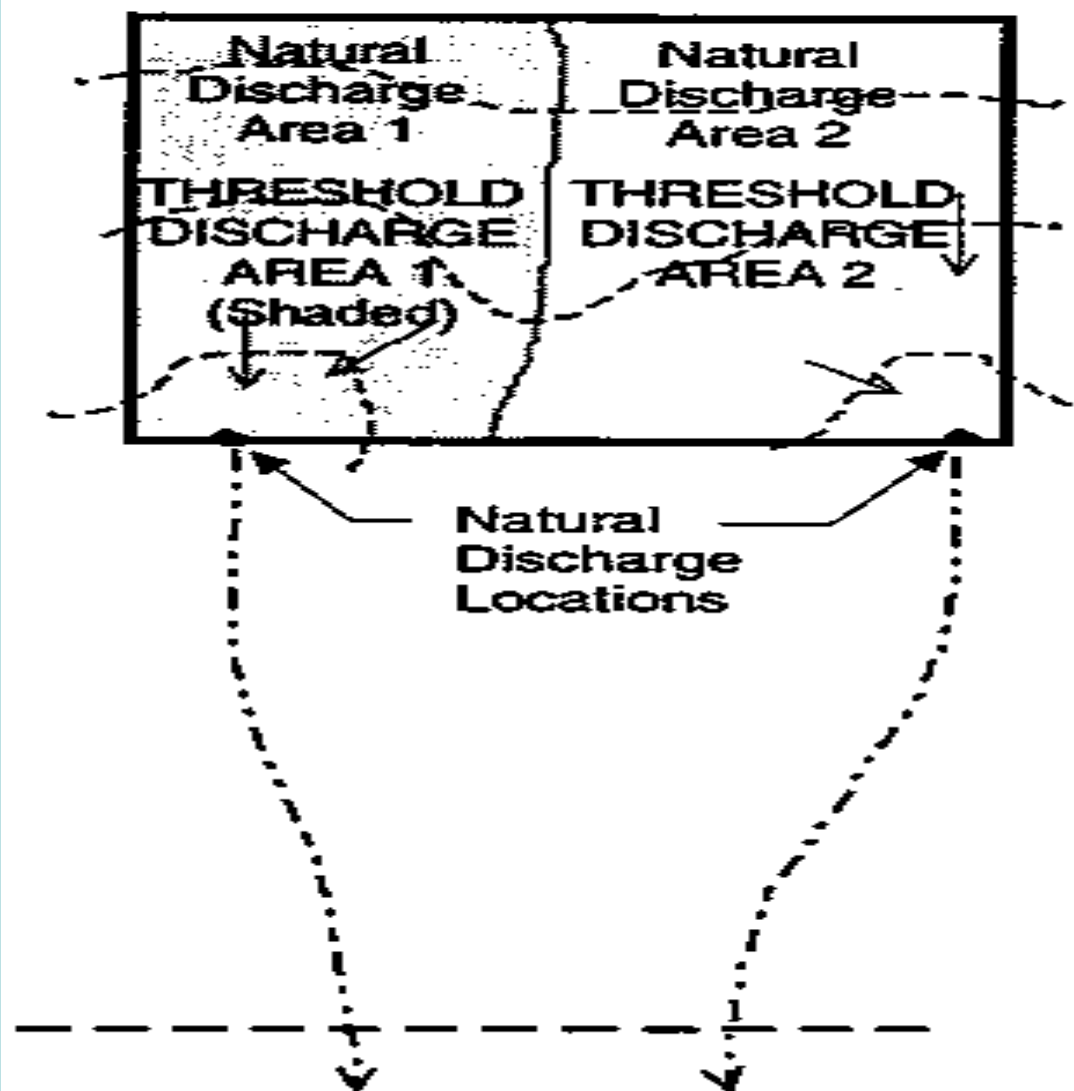 Natural
Discharge
Area 1
THRESHOLD
DISCHARGE
AREA 1
(Shaded)
Natural
Discharge
Area 2
THRESHOLD
DISCHARGE
AREA 2
Natural
Discharge
Locations